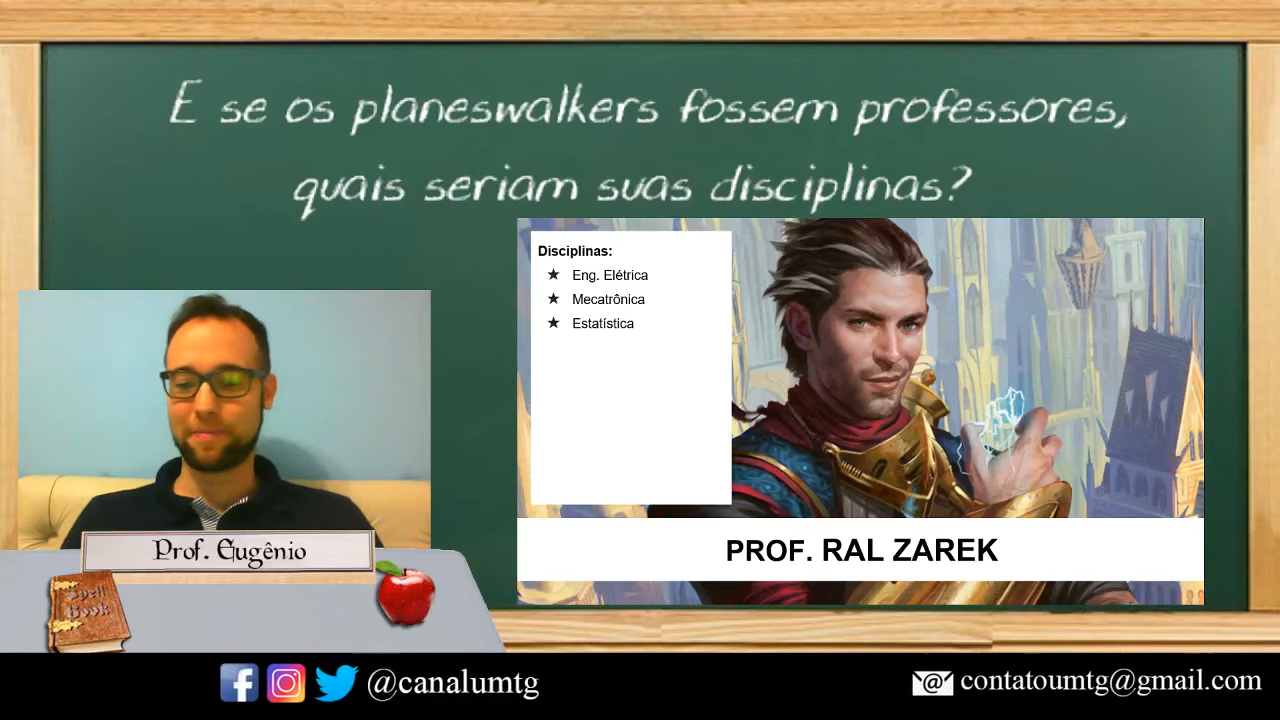 E se os planeswalkers fossem professores,
quais seriam suas disciplinas?
Disciplinas:
★ Eng. Elétrica
★ Mecatrônica
★ Estatística
PROF. RAL ZAREK
Prof. Eugênio
Spell
Book
@canalumtg
contatoumtg@gmail.com